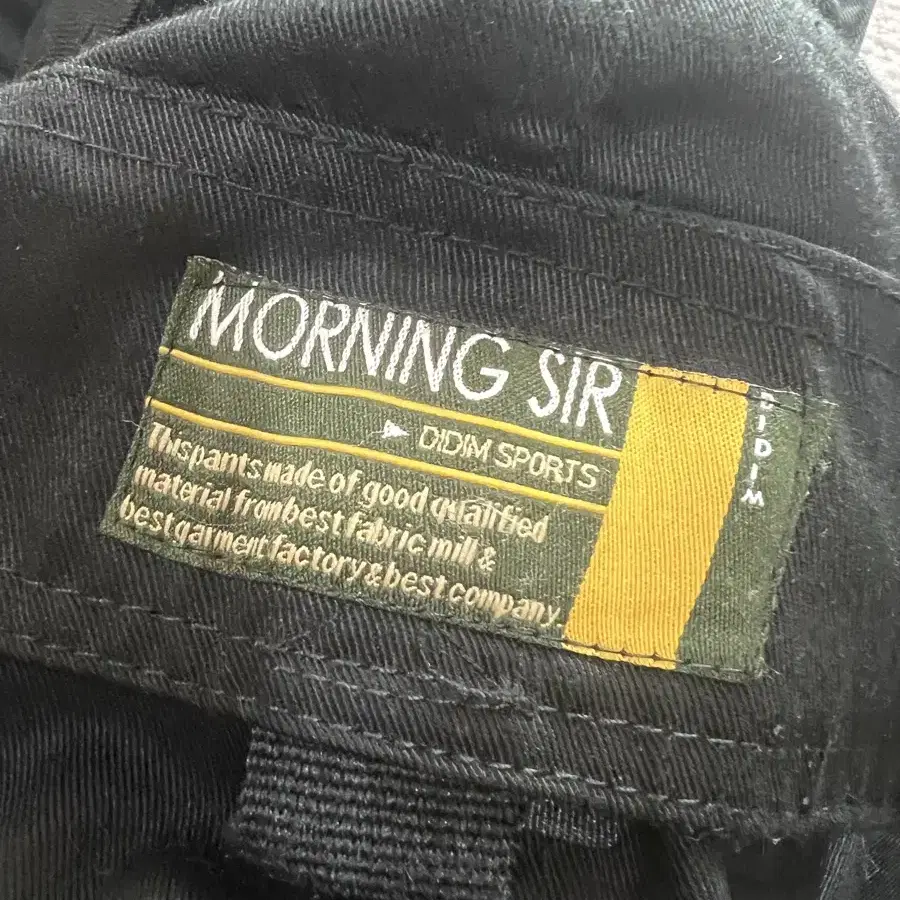 MORNING SIR
DIDIM SPORTS
This pants made of good qualified
material from best fabric mill &
best garment factory & best company.
DIDIM